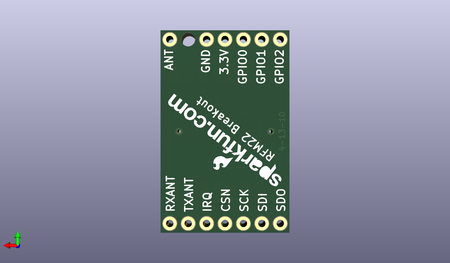 ANT
GND
3.3V
GPIO0
GPIO1
GPIO2
sparkfun.com
RFM22 Breakout
RXANT
TXANT
IRQ
CSN
SCK
SDI
SDO